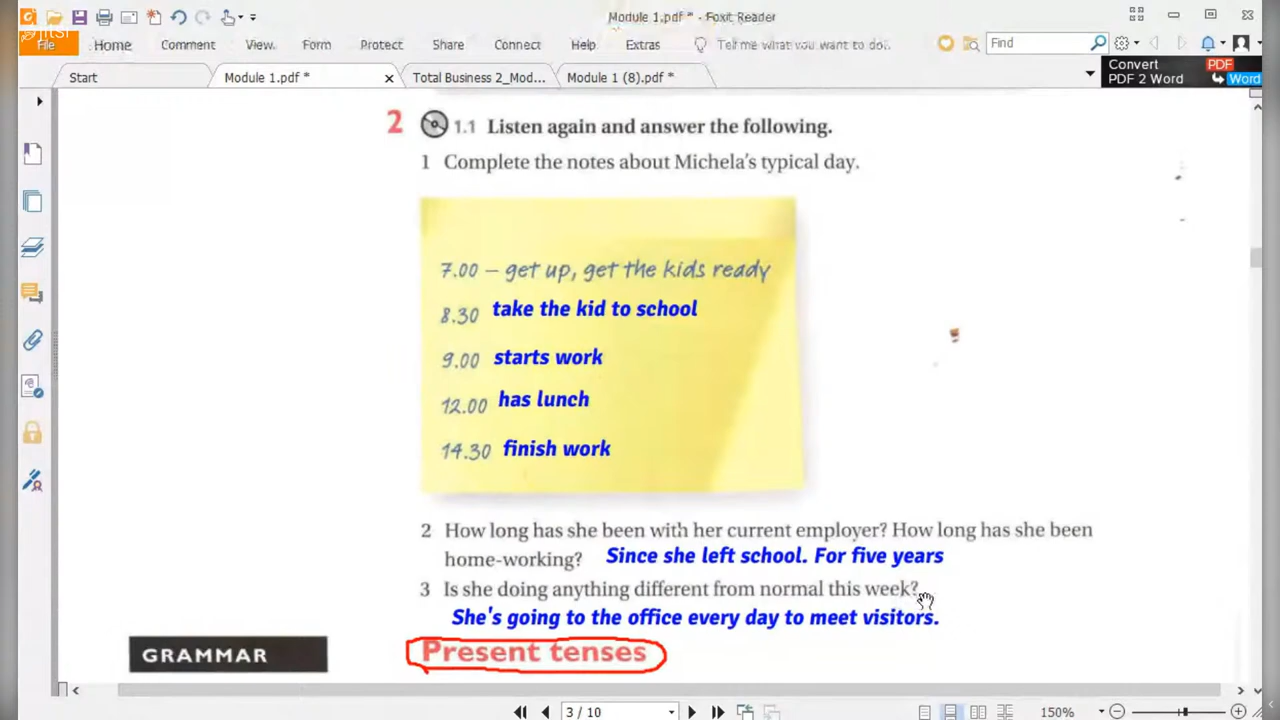 Module 1.pdf * - Foxit Reader
Jitsi
File Home Comment View Form Protect Share Connect Help Extras Tell me what you want to do.. Find
Start Module 1.pdf * Total Business 2_Mod... Module 1 (8).pdf *
Convert PDF
PDF 2 Word Word
2 1.1 Listen again and answer the following.
1 Complete the notes about Michela's typical day.
7.00 – get up, get the kids ready
8.30 take the kid to school
9.00 starts work
12.00 has lunch
14.30 finish work
2 How long has she been with her current employer? How long has she been
home-working? Since she left school. For five years
3 Is she doing anything different from normal this week?
She's going to the office every day to meet visitors.
GRAMMAR Present tenses
3 / 10 150%